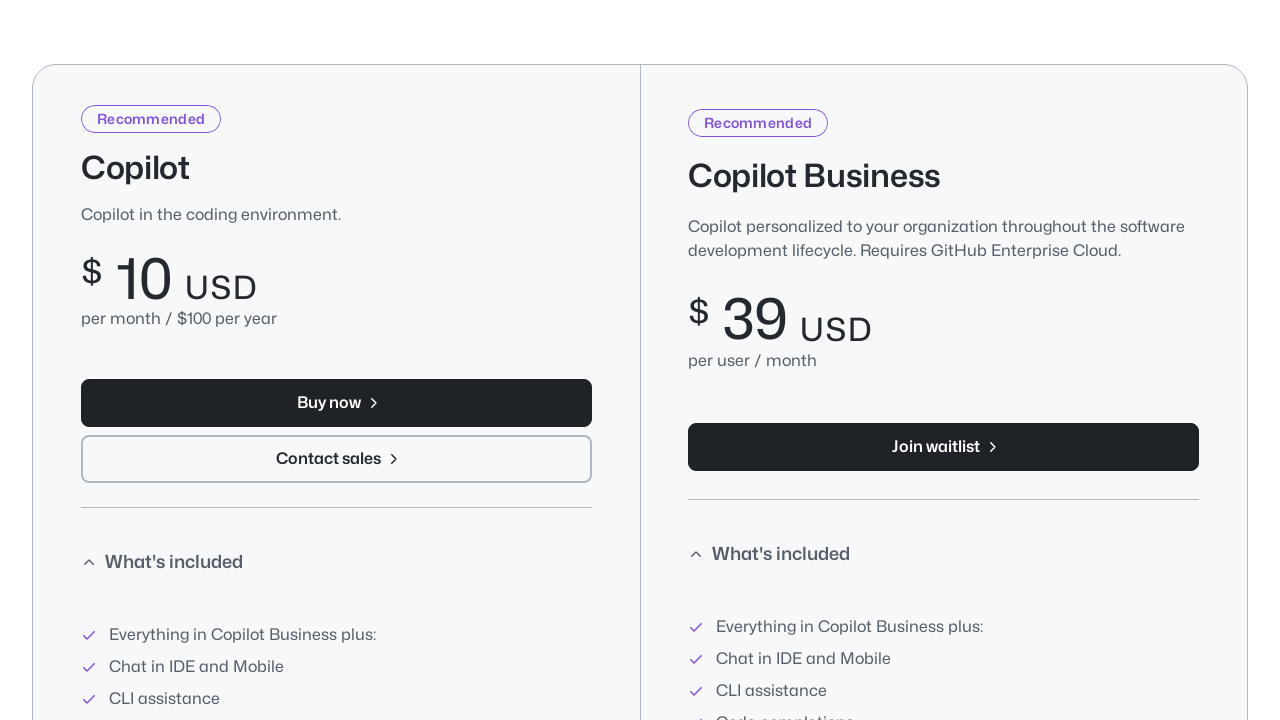 Recommended
Copilot
Copilot in the coding environment.
$ 10 USD
per month / $100 per year
Buy now
Contact sales
What's included
Everything in Copilot Business plus:
Chat in IDE and Mobile
CLI assistance
Recommended
Copilot Business
Copilot personalized to your organization throughout the software
development lifecycle. Requires GitHub Enterprise Cloud.
$ 39 USD
per user / month
Join waitlist
What's included
Everything in Copilot Business plus:
Chat in IDE and Mobile
CLI assistance
Code completions